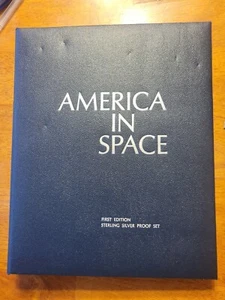 AMERICA
IN
SPACE
FIRST EDITION
STERLING SILVER PROOF SET